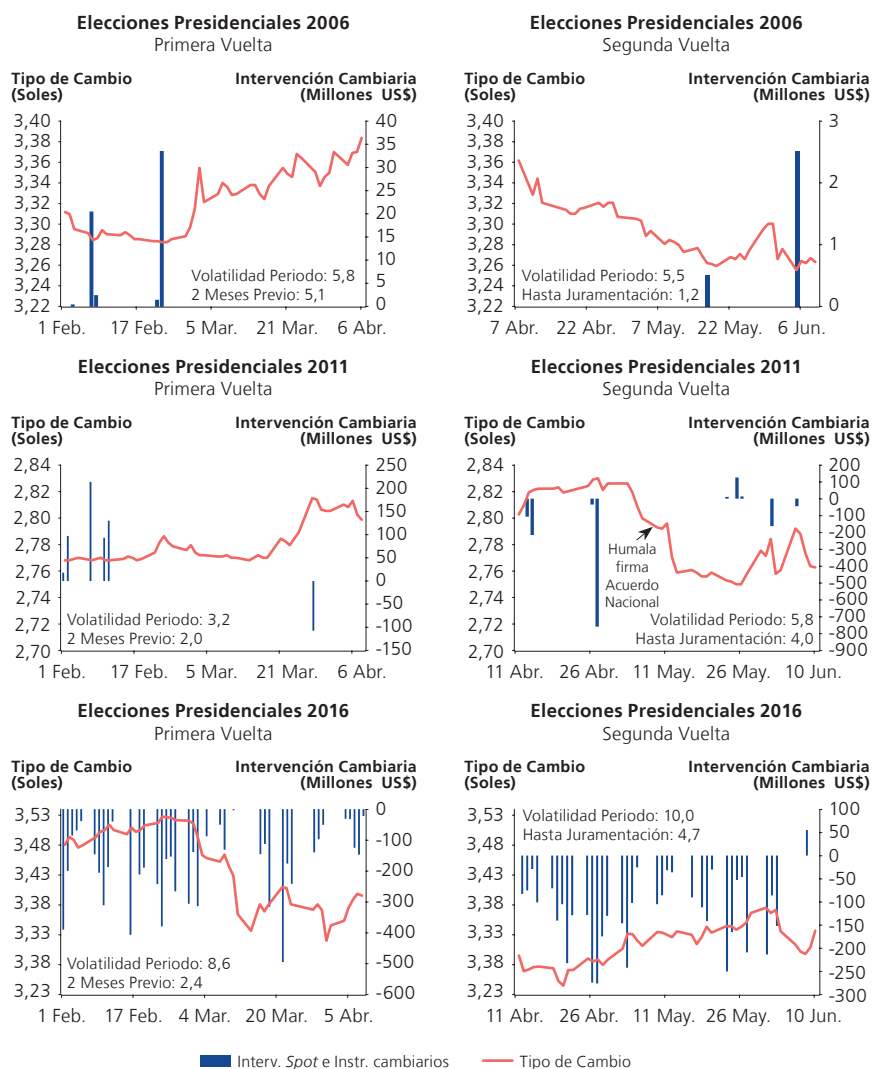 Elecciones Presidenciales 2006
Primera Vuelta
Tipo de Cambio
(Soles)
Intervención Cambiaria
(Millones US$)
3,40
3,38
3,36
3,34
3,32
3,30
3,28
3,26
3,24
3,22
40
35
30
25
20
15
10
5
0
Volatilidad Periodo: 5,8
2 Meses Previo: 5,1
1 Feb. 17 Feb. 5 Mar. 21 Mar. 6 Abr.
Elecciones Presidenciales 2006
Segunda Vuelta
Tipo de Cambio
(Soles)
Intervención Cambiaria
(Millones US$)
3,40
3,38
3,36
3,34
3,32
3,30
3,28
3,26
3,24
3,22
3
2
1
0
Volatilidad Periodo: 5,5
Hasta Juramentación: 1,2
7 Abr. 22 Abr. 7 May. 22 May. 6 Jun.
Elecciones Presidenciales 2011
Primera Vuelta
Tipo de Cambio
(Soles)
Intervención Cambiaria
(Millones US$)
2,84
2,82
2,80
2,78
2,76
2,74
2,72
2,70
250
200
150
100
50
0
-50
-100
-150
Volatilidad Periodo: 3,2
2 Meses Previo: 2,0
1 Feb. 17 Feb. 5 Mar. 21 Mar. 6 Abr.
Elecciones Presidenciales 2011
Segunda Vuelta
Tipo de Cambio
(Soles)
Intervención Cambiaria
(Millones US$)
2,84
2,82
2,80
2,78
2,76
2,74
2,72
2,70
200
100
0
-100
-200
-300
-400
-500
-600
-700
-800
-900
Humala
firma
Acuerdo
Nacional
Volatilidad Periodo: 5,8
Hasta Juramentación: 4,0
11 Abr. 26 Abr. 11 May. 26 May. 10 Jun.
Elecciones Presidenciales 2016
Primera Vuelta
Tipo de Cambio
(Soles)
Intervención Cambiaria
(Millones US$)
3,53
3,48
3,43
3,38
3,33
3,38
3,23
0
-100
-200
-300
-400
-500
-600
Volatilidad Periodo: 8,6
2 Meses Previo: 2,4
1 Feb. 17 Feb. 4 Mar. 20 Mar. 5 Abr.
Elecciones Presidenciales 2016
Segunda Vuelta
Tipo de Cambio
(Soles)
Intervención Cambiaria
(Millones US$)
3,53
3,48
3,43
3,38
3,33
3,38
3,23
100
50
0
-50
-100
-150
-200
-250
-300
Volatilidad Periodo: 10,0
Hasta Juramentación: 4,7
11 Abr. 26 Abr. 11 May. 26 May. 10 Jun.
Interv. Spot e Instr. cambiarios Tipo de Cambio